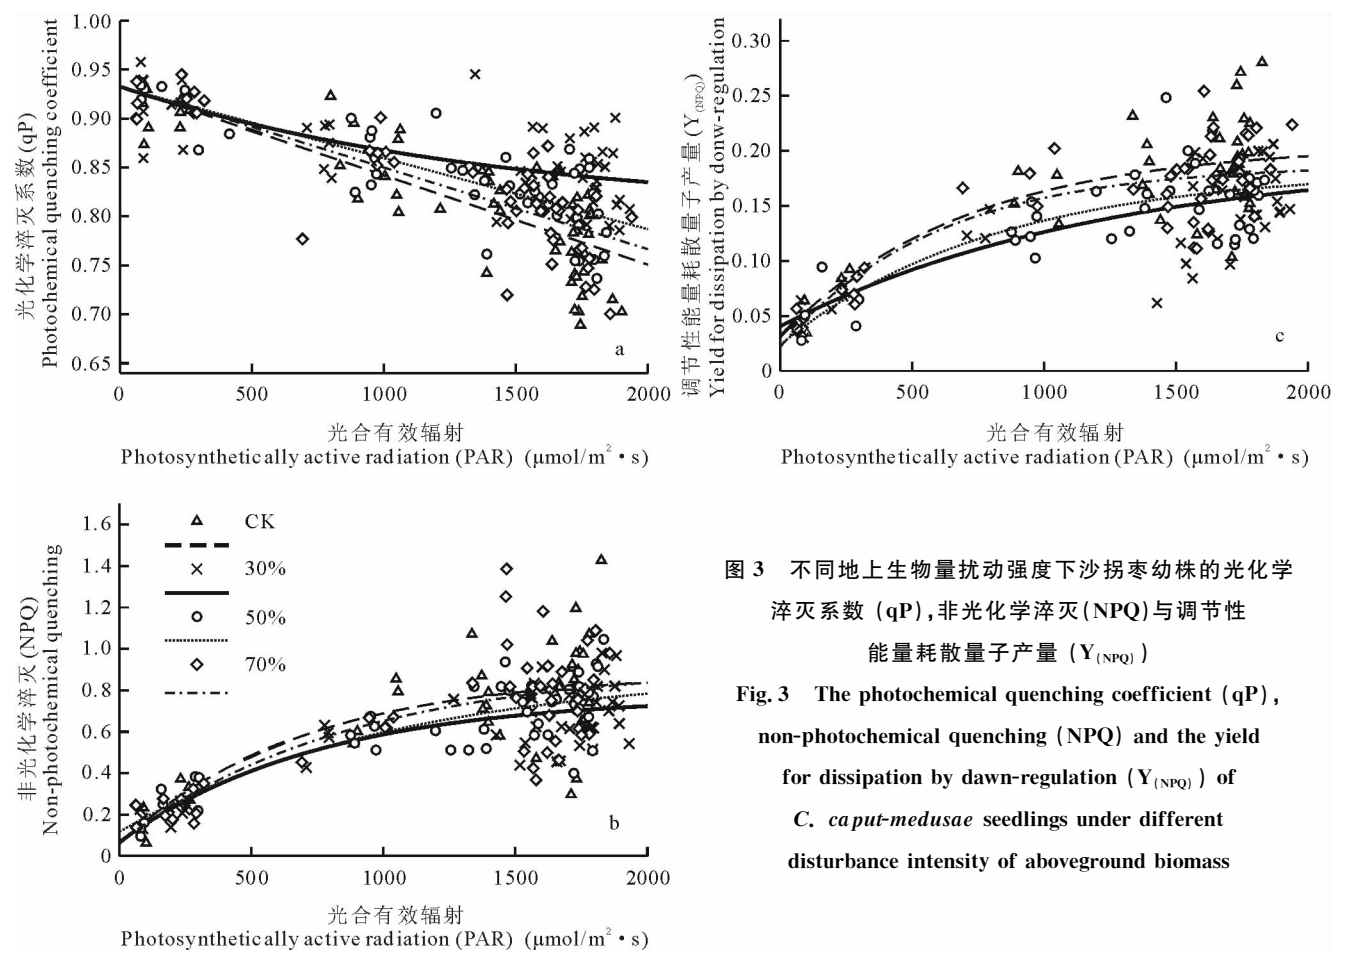 1.00
0.95
0.90
0.85
0.80
0.75
0.70
0.65
光化学淬灭系数(qP)
Photochemical quenching coefficient
a
0 500 1000 1500 2000
光合有效辐射
Photosynthetically active radiation (PAR) (μmol/m²·s)
0.30
0.25
0.20
0.15
0.10
0.05
0
调节性能量耗散量子产量(Y(NPQ))
Yield for dissipation by donw-regulation
c
0 500 1000 1500 2000
光合有效辐射
Photosynthetically active radiation (PAR) (μmol/m²·s)
1.6
1.4
1.2
1.0
0.8
0.6
0.4
0.2
0
非光化学淬灭(NPQ)
Non-photochemical quenching
CK
30%
50%
70%
b
0 500 1000 1500 2000
光合有效辐射
Photosynthetically active radiation (PAR) (μmol/m²·s)
图3 不同地上生物量扰动强度下沙拐枣幼株的光化学
淬灭系数(qP),非光化学淬灭(NPQ)与调节性
能量耗散量子产量(Y(NPQ))
Fig. 3 The photochemical quenching coefficient (qP),
non-photochemical quenching (NPQ) and the yield
for dissipation by dawn-regulation (Y(NPQ)) of
C. caput-medusae seedlings under different
disturbance intensity of aboveground biomass